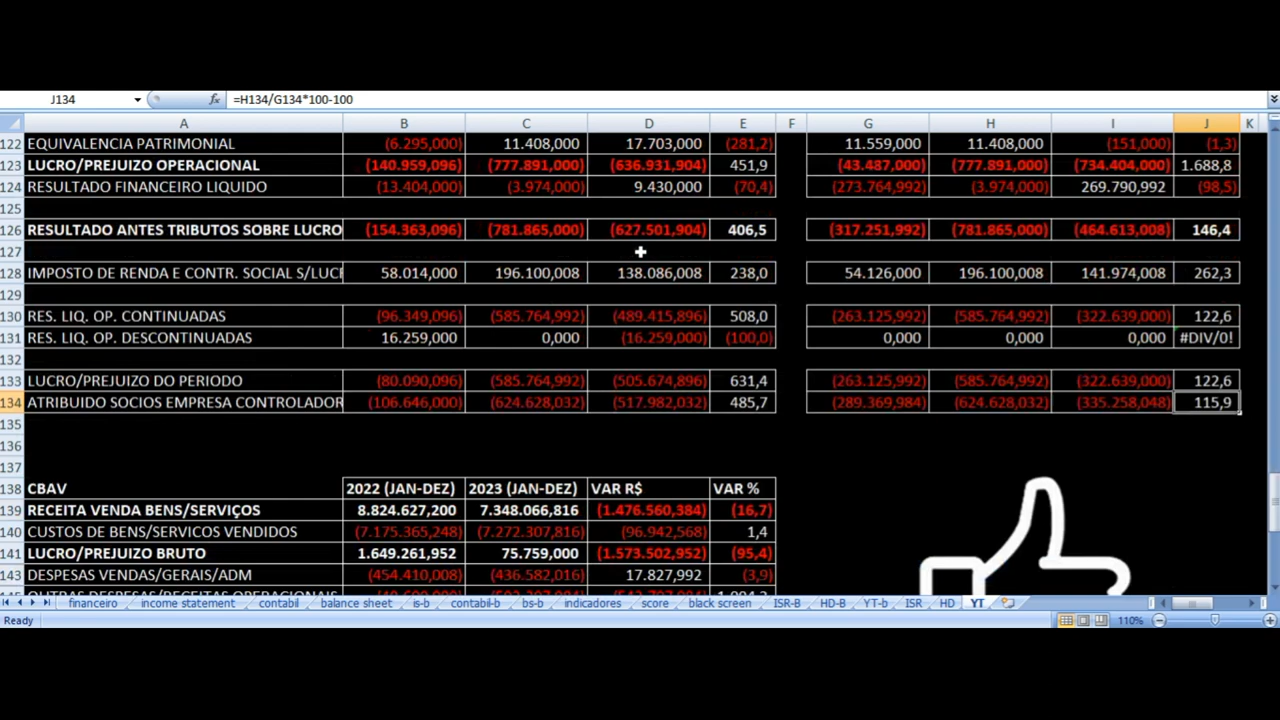 J134 fx =H134/G134*100-100
A B C D E F G H I J K
122 EQUIVALENCIA PATRIMONIAL (6.295,000) 11.408,000 17.703,000 (281,2) 11.559,000 11.408,000 (151,000) (1,3)
123 LUCRO/PREJUIZO OPERACIONAL (140.959,096) (777.891,000) (636.931,904) 451,9 (43.487,000) (777.891,000) (734.404,000) 1.688,8
124 RESULTADO FINANCEIRO LIQUIDO (13.404,000) (3.974,000) 9.430,000 (70,4) (273.764,992) (3.974,000) 269.790,992 (98,5)
125
126 RESULTADO ANTES TRIBUTOS SOBRE LUCRO (154.363,096) (781.865,000) (627.501,904) 406,5 (317.251,992) (781.865,000) (464.613,008) 146,4
127
128 IMPOSTO DE RENDA E CONTR. SOCIAL S/LUCR 58.014,000 196.100,008 138.086,008 238,0 54.126,000 196.100,008 141.974,008 262,3
129
130 RES. LIQ. OP. CONTINUADAS (96.349,096) (585.764,992) (489.415,896) 508,0 (263.125,992) (585.764,992) (322.639,000) 122,6
131 RES. LIQ. OP. DESCONTINUADAS 16.259,000 0,000 (16.259,000) (100,0) 0,000 0,000 0,000 #DIV/0!
132
133 LUCRO/PREJUIZO DO PERIODO (80.090,096) (585.764,992) (505.674,896) 631,4 (263.125,992) (585.764,992) (322.639,000) 122,6
134 ATRIBUIDO SOCIOS EMPRESA CONTROLADOR (106.646,000) (624.628,032) (517.982,032) 485,7 (289.369,984) (624.628,032) (335.258,048) 115,9
135
136
137
138 CBAV 2022 (JAN-DEZ) 2023 (JAN-DEZ) VAR R$ VAR %
139 RECEITA VENDA BENS/SERVIÇOS 8.824.627,200 7.348.066,816 (1.476.560,384) (16,7)
140 CUSTOS DE BENS/SERVICOS VENDIDOS (7.175.365,248) (7.272.307,816) (96.942,568) 1,4
141 LUCRO/PREJUIZO BRUTO 1.649.261,952 75.759,000 (1.573.502,952) (95,4)
143 DESPESAS VENDAS/GERAIS/ADM (454.410,008) (436.582,016) 17.827,992 (3,9)
OUTRAS DESPESAS/RECEITAS OPERACIONAIS
financeiro income statement contabil balance sheet is-b contabil-b bs-b indicadores score black screen ISR-B HD-B YT-b ISR HD YT
Ready 110%